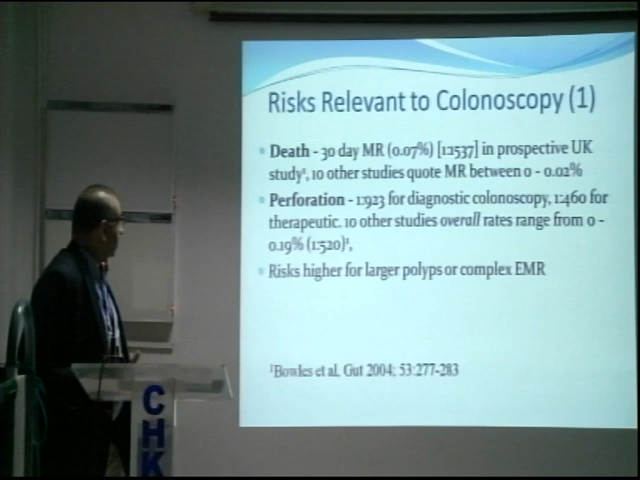 Risks Relevant to Colonoscopy (1)
Death - 30 day MR (0.07%) [1:1537] in prospective UK
study¹, 10 other studies quote MR between 0 - 0.02%
Perforation - 1:923 for diagnostic colonoscopy, 1:460 for
therapeutic. 10 other studies overall rates range from 0 -
0.19% (1:520)¹,
Risks higher for larger polyps or complex EMR
¹Bowles et al. Gut 2004; 53:277-283
CHK